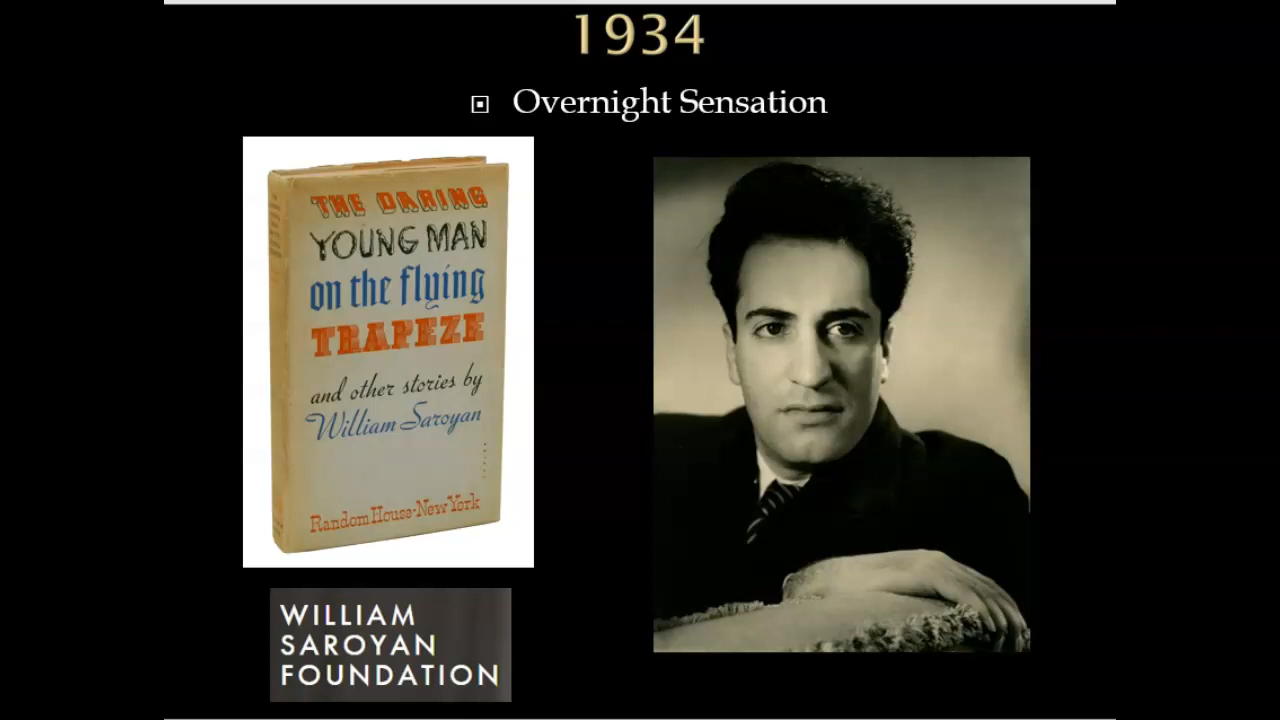 1934
Overnight Sensation
THE DARING
YOUNG MAN
on the flying
TRAPEZE
and other stories by
William Saroyan
Random House · New York
WILLIAM
SAROYAN
FOUNDATION